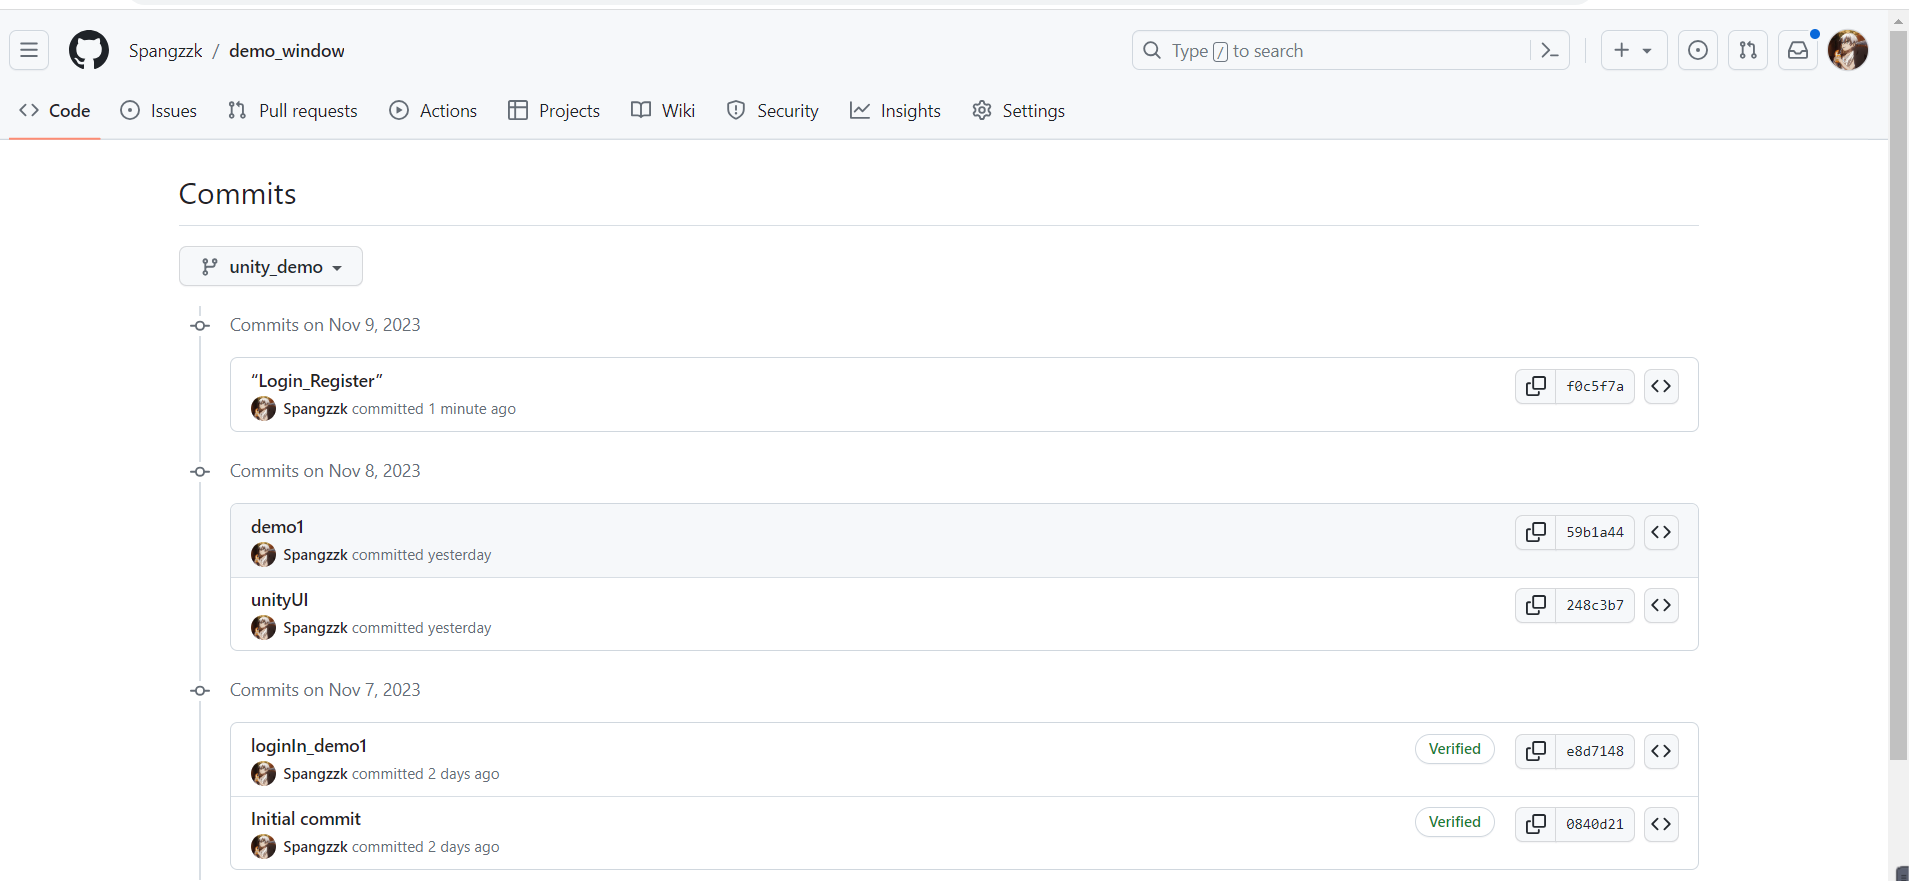 Spangzzk / demo_window
Type / to search
Code Issues Pull requests Actions Projects Wiki Security Insights Settings
Commits
unity_demo
Commits on Nov 9, 2023
“Login_Register”
f0c5f7a
Spangzzk committed 1 minute ago
Commits on Nov 8, 2023
demo1
59b1a44
Spangzzk committed yesterday
unityUI
248c3b7
Spangzzk committed yesterday
Commits on Nov 7, 2023
loginIn_demo1
Verified e8d7148
Spangzzk committed 2 days ago
Initial commit
Verified 0840d21
Spangzzk committed 2 days ago